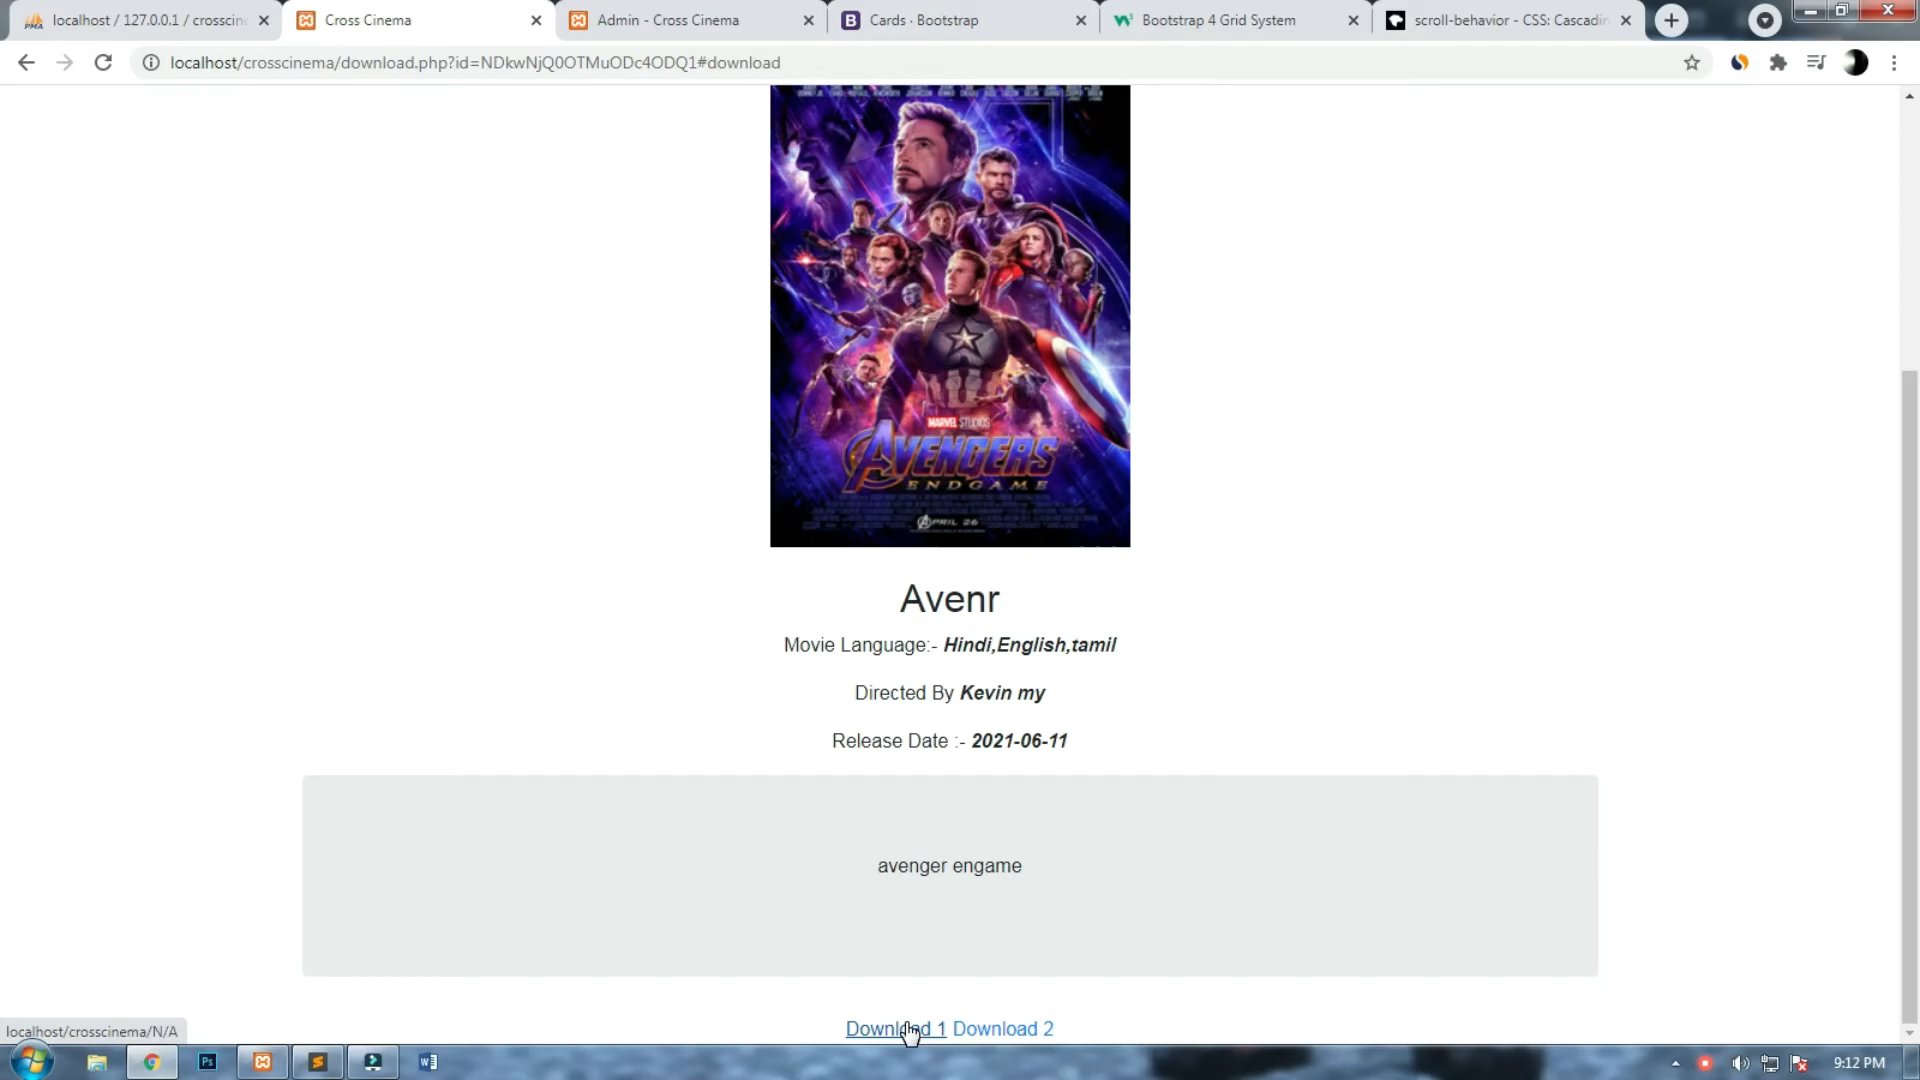 localhost / 127.0.0.1 / crosscine
Cross Cinema
Admin - Cross Cinema
Cards · Bootstrap
Bootstrap 4 Grid System
scroll-behavior - CSS: Cascadin
localhost/crosscinema/download.php?id=NDkwNjQ0OTMuODc4ODQ1#download
MARVEL STUDIOS
AVENGERS
ENDGAME
APRIL 26
Avenr
Movie Language:- Hindi,English,tamil
Directed By Kevin my
Release Date :- 2021-06-11
avenger engame
Download 1 Download 2
localhost/crosscinema/N/A
9:12 PM